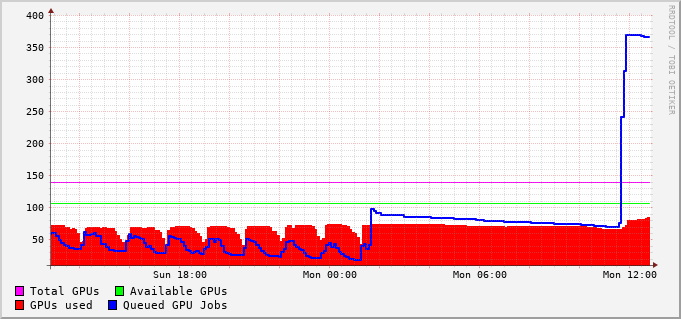 400
350
300
250
200
150
100
50
Sun 18:00 Mon 00:00 Mon 06:00 Mon 12:00
Total GPUs Available GPUs
GPUs used Queued GPU Jobs
RRDTOOL / TOBI OETIKER